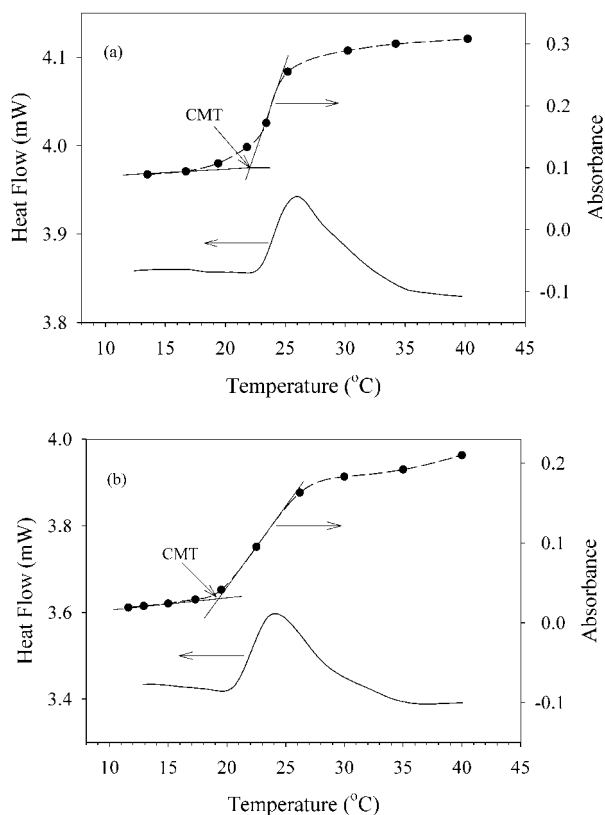 (a)
CMT
Heat Flow (mW)
4.1
4.0
3.9
3.8
Absorbance
0.3
0.2
0.1
0.0
-0.1
10 15 20 25 30 35 40 45
Temperature (°C)
(b)
CMT
Heat Flow (mW)
4.0
3.8
3.6
3.4
Absorbance
0.2
0.1
0.0
-0.1
10 15 20 25 30 35 40 45
Temperature (°C)